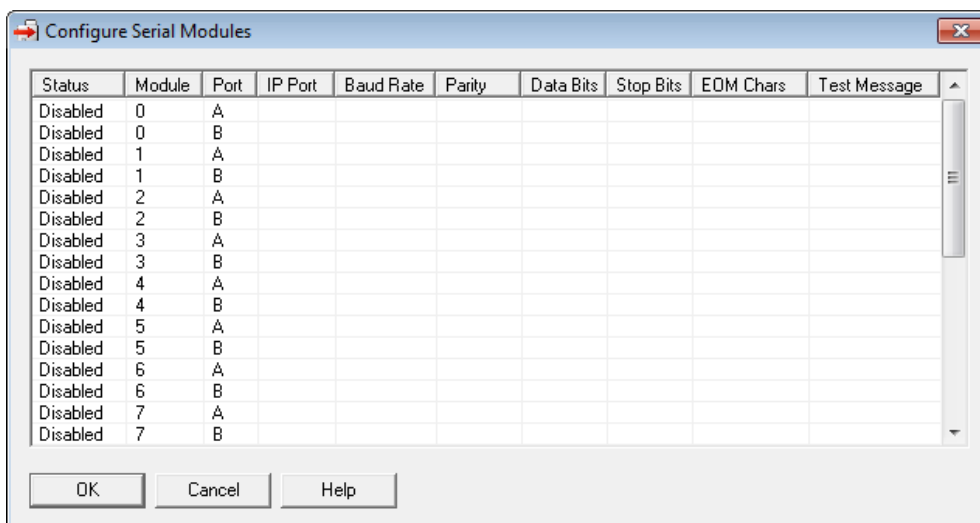 Configure Serial Modules
Status Module Port IP Port Baud Rate Parity Data Bits Stop Bits EOM Chars Test Message
Disabled 0 A
Disabled 0 B
Disabled 1 A
Disabled 1 B
Disabled 2 A
Disabled 2 B
Disabled 3 A
Disabled 3 B
Disabled 4 A
Disabled 4 B
Disabled 5 A
Disabled 5 B
Disabled 6 A
Disabled 6 B
Disabled 7 A
Disabled 7 B
OK Cancel Help